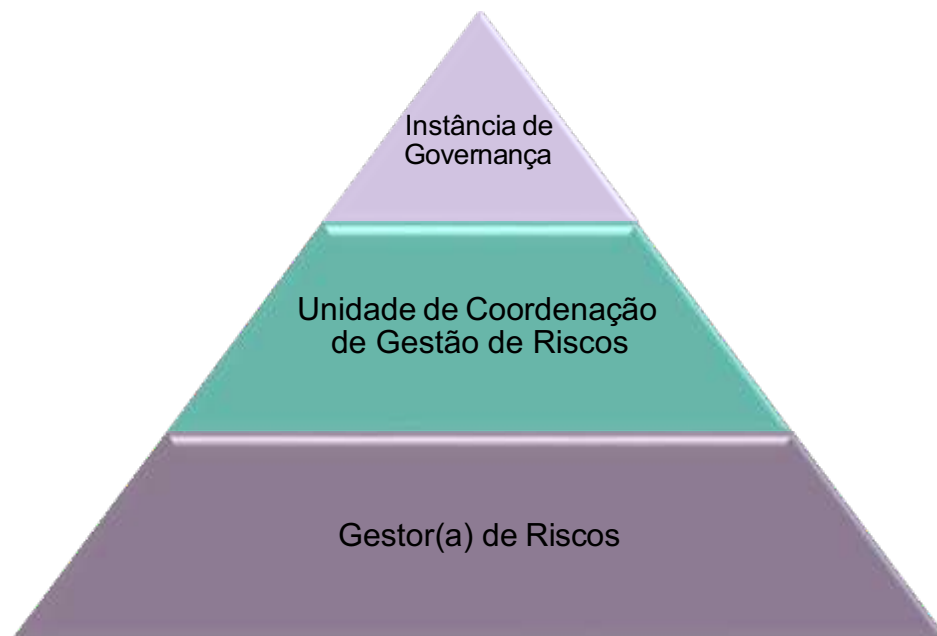 Instância de
Governança
Unidade de Coordenação
de Gestão de Riscos
Gestor(a) de Riscos